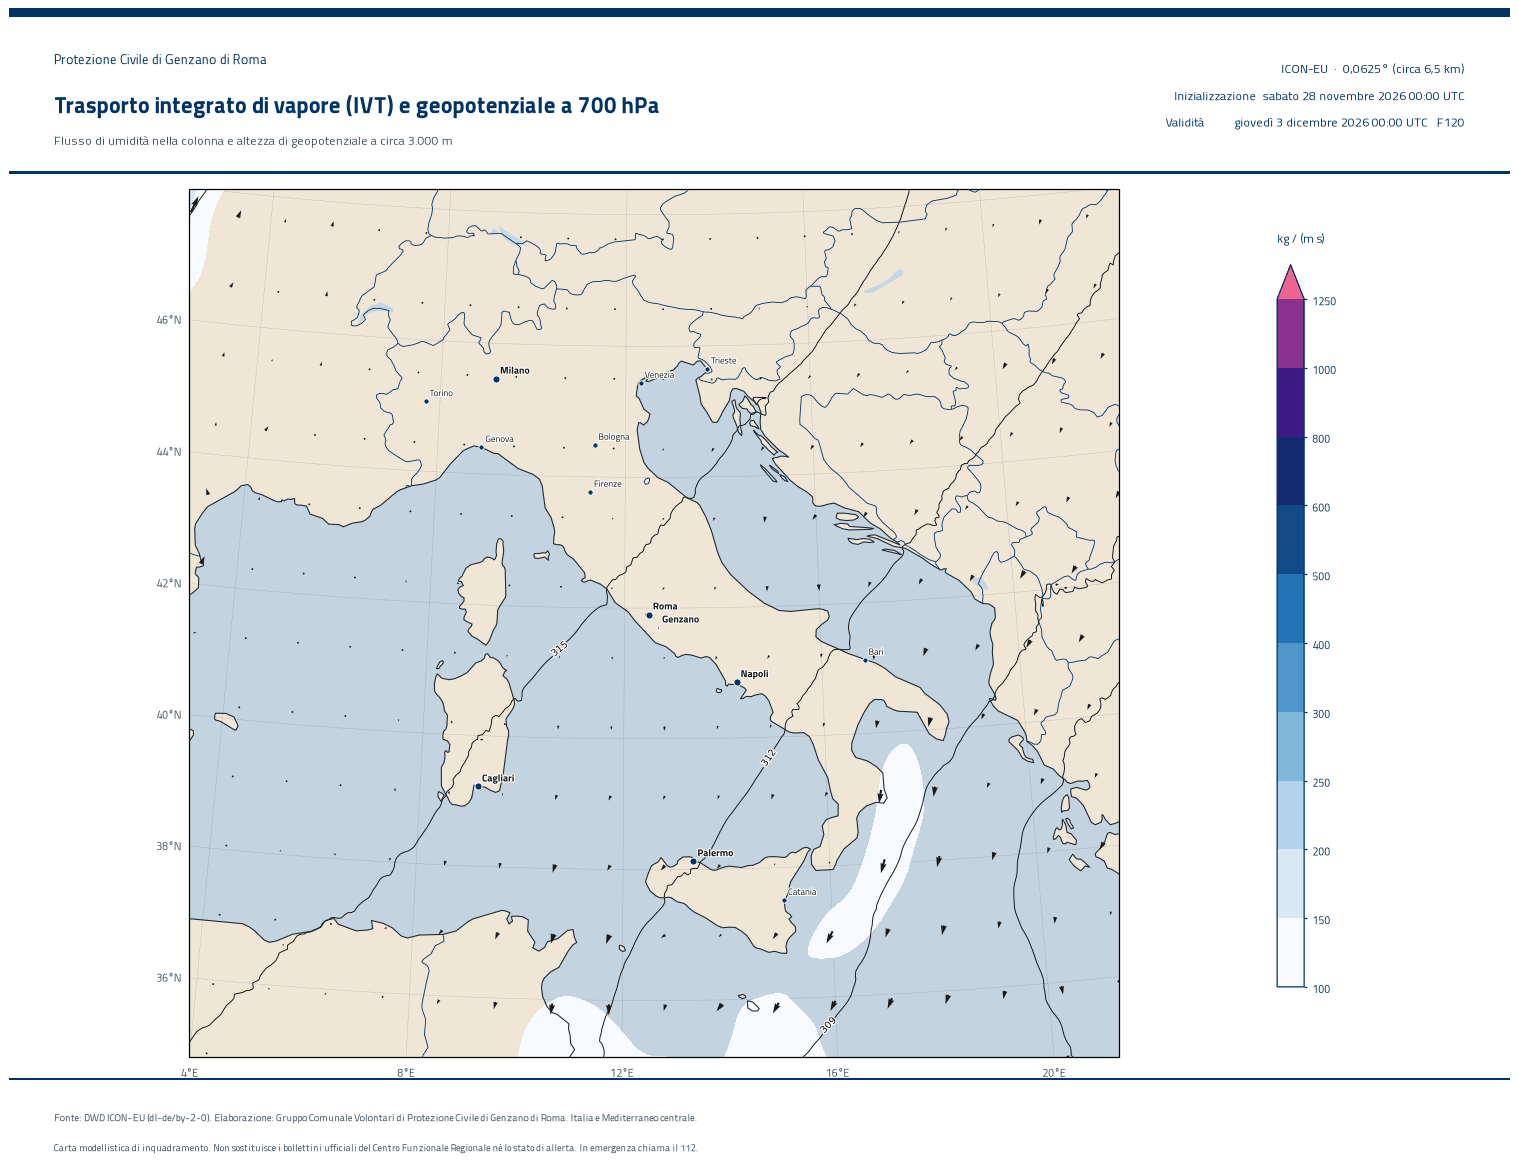 Protezione Civile di Genzano di Roma
Trasporto integrato di vapore (IVT) e geopotenziale a 700 hPa
Flusso di umidità nella colonna e altezza di geopotenziale a circa 3.000 m
ICON-EU · 0,0625° (circa 6,5 km)
Inizializzazione sabato 28 novembre 2026 00:00 UTC
Validità giovedì 3 dicembre 2026 00:00 UTC F120
kg / (m s)
1250
1000
800
600
500
400
300
250
200
150
100
46°N
44°N
42°N
40°N
38°N
36°N
4°E
8°E
12°E
16°E
20°E
Trieste
Venezia
Milano
Torino
Genova
Bologna
Firenze
Roma
Genzano
315
Bari
Napoli
312
Cagliari
Palermo
Catania
309
Fonte: DWD ICON-EU (dl-de/by-2-0). Elaborazione: Gruppo Comunale Volontari di Protezione Civile di Genzano di Roma. Italia e Mediterraneo centrale.
Carta modellistica di inquadramento. Non sostituisce i bollettini ufficiali del Centro Funzionale Regionale né lo stato di allerta. In emergenza chiama il 112.